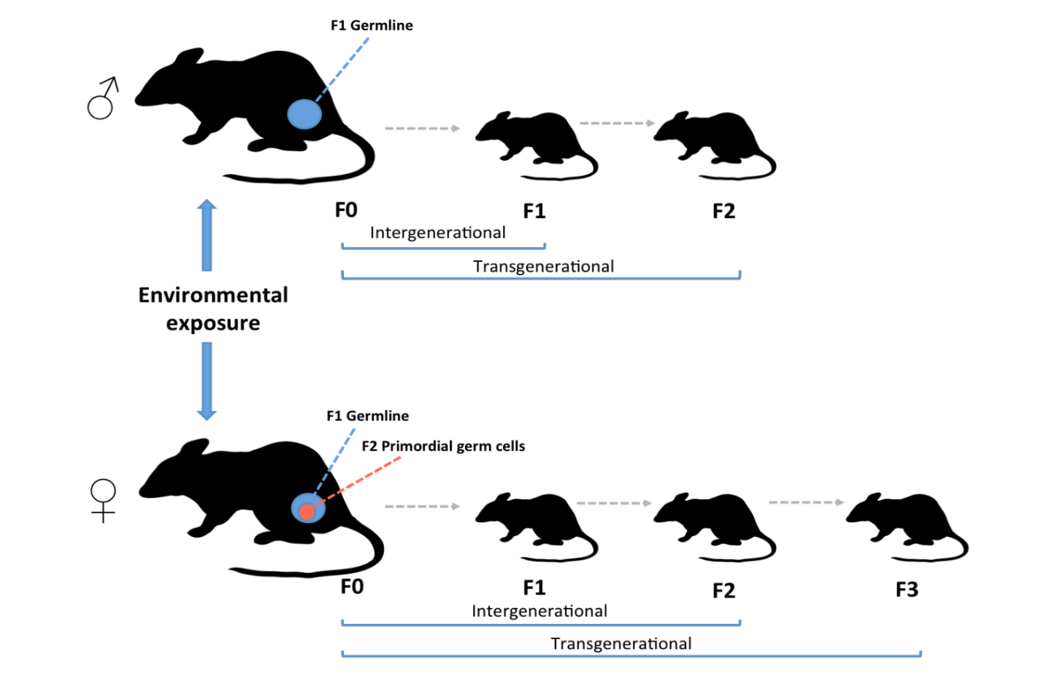 F1 Germline
♂
F0
F1
F2
Intergenerational
Transgenerational
Environmental
exposure
F1 Germline
F2 Primordial germ cells
♀
F0
F1
F2
F3
Intergenerational
Transgenerational